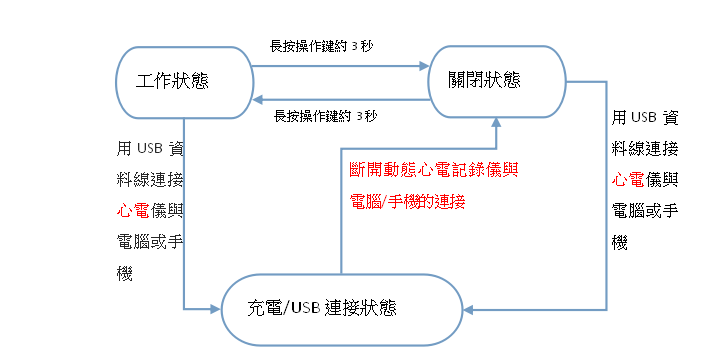 長按操作鍵約 3 秒
工作狀態
關閉狀態
長按操作鍵約 3 秒
用 USB 資
料線連接
心電儀與
電腦或手
機
斷開動態心電記錄儀與
電腦/手機的連接
用 USB 資
料線連接
心電儀與
電腦或手
機
充電/USB 連接狀態